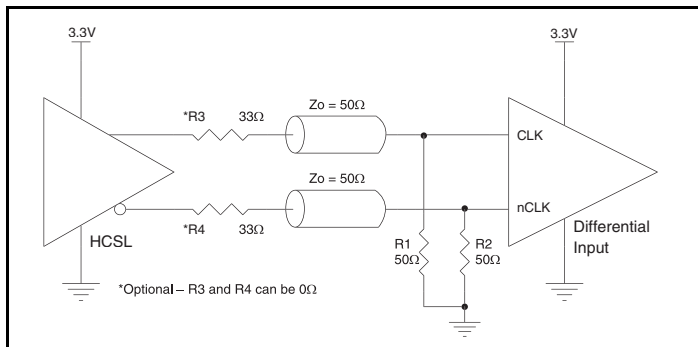 3.3V
3.3V
*R3 33Ω
Zo = 50Ω
CLK
Zo = 50Ω
nCLK
*R4 33Ω
HCSL
R1
50Ω
R2
50Ω
Differential
Input
*Optional – R3 and R4 can be 0Ω